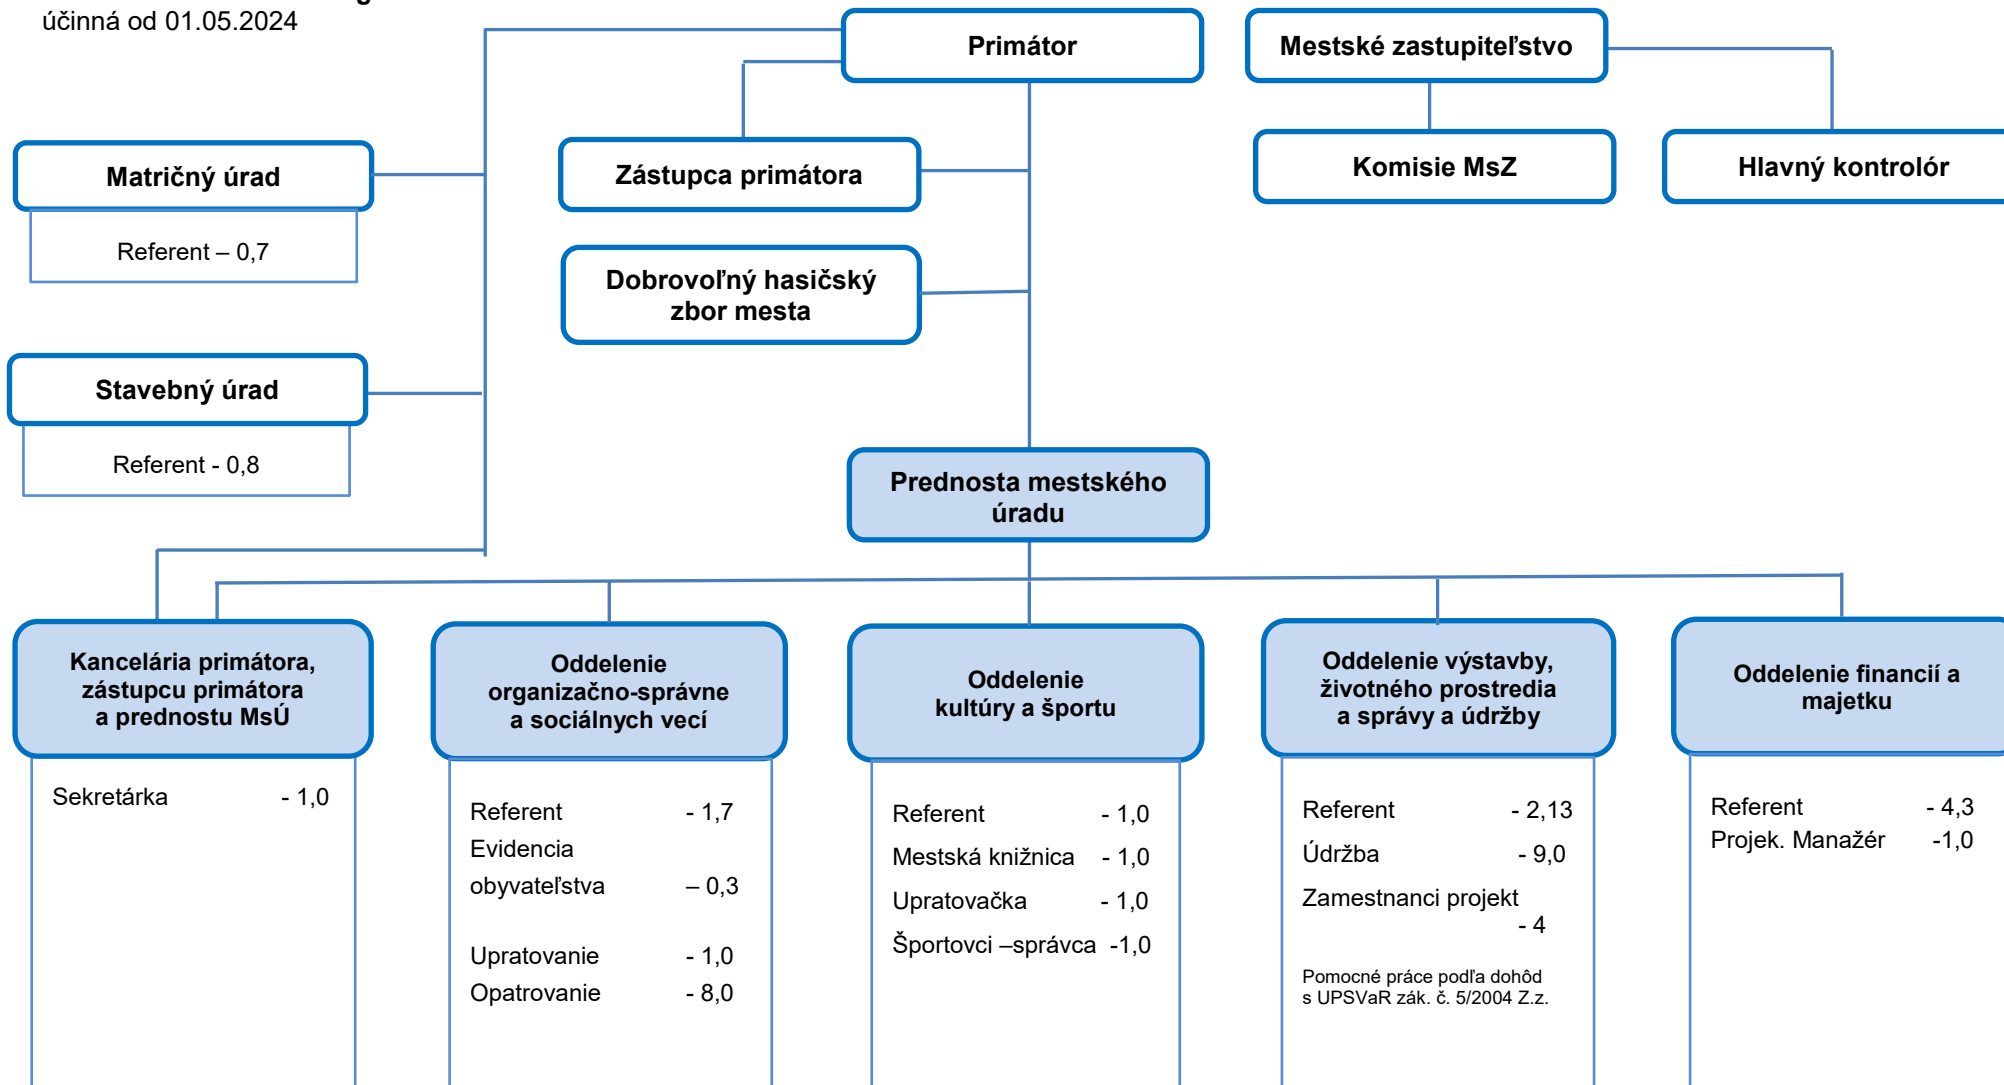 účinná od 01.05.2024
Primátor
Mestské zastupiteľstvo
Matričný úrad
Referent – 0,7
Zástupca primátora
Komisie MsZ
Hlavný kontrolór
Dobrovoľný hasičský
zbor mesta
Stavebný úrad
Referent - 0,8
Prednosta mestského
úradu
Kancelária primátora,
zástupcu primátora
a prednostu MsÚ
Sekretárka - 1,0
Oddelenie
organizačno-správne
a sociálnych vecí
Referent - 1,7
Evidencia
obyvateľstva – 0,3
Upratovanie - 1,0
Opatrovanie - 8,0
Oddelenie
kultúry a športu
Referent - 1,0
Mestská knižnica - 1,0
Upratovačka - 1,0
Športovci –správca -1,0
Oddelenie výstavby,
životného prostredia
a správy a údržby
Referent - 2,13
Údržba - 9,0
Zamestnanci projekt
- 4
Pomocné práce podľa dohôd
s UPSVaR zák. č. 5/2004 Z.z.
Oddelenie financií a
majetku
Referent - 4,3
Projek. Manažér -1,0